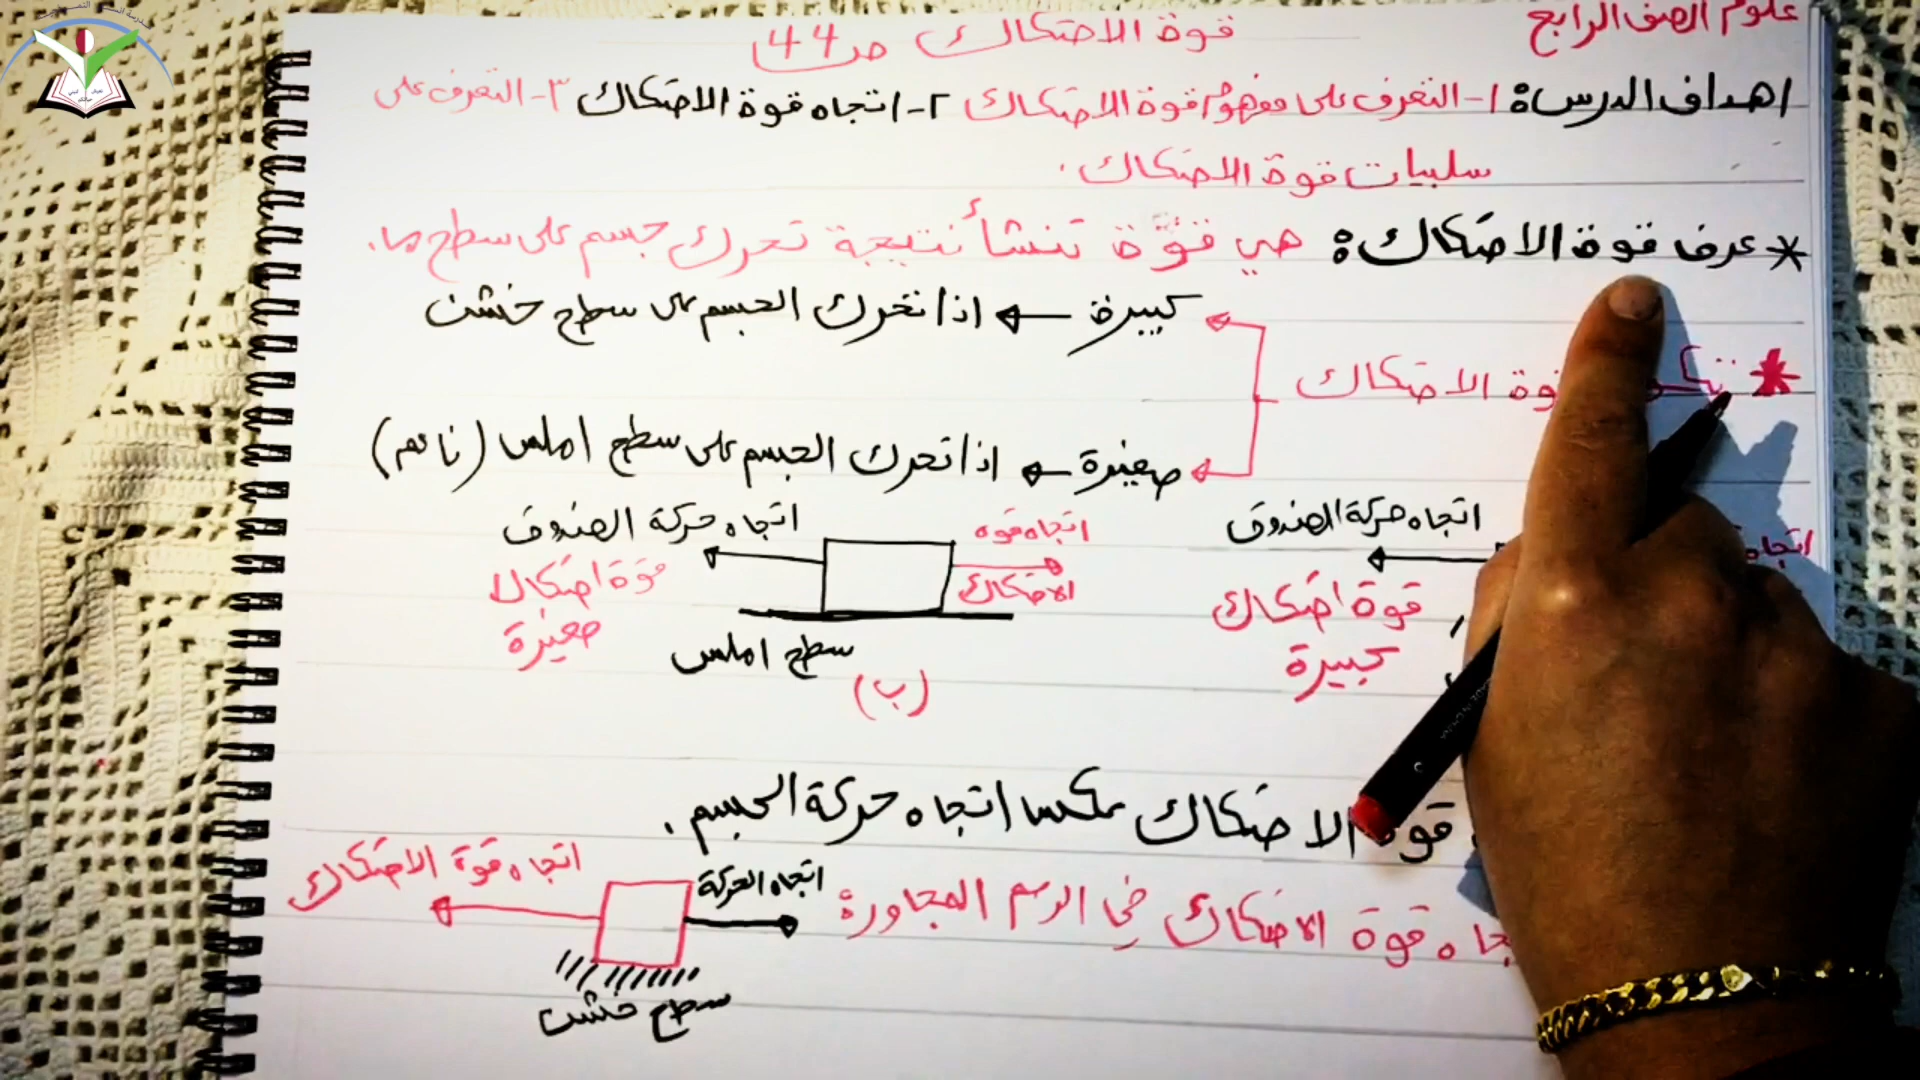 علوم الصف الرابع
قوة الاحتكاك ص 44
اهداف الدرس: ١- التعرف على مفهوم قوة الاحتكاك ٢- اتجاه قوة الاحتكاك ٣- التعرف على
سلبيات قوة الاحتكاك.
* عرف قوة الاحتكاك: هي قوة تنشأ نتيجة تحرك جسم على سطح ما.
كبيرة ← اذا تحرك الجسم على سطح خشن
* قوة الاحتكاك
صغيرة ← اذا تحرك الجسم على سطح املس (ناعم)
اتجاه
اتجاه حركة الصندوق
قوة احتكاك
كبيرة
اتجاه قوة
الاحتكاك
اتجاه حركة الصندوق
قوة احتكاك
صغيرة
سطح املس
(ب)
قوة الاحتكاك عكس اتجاه حركة الجسم.
قوة الاحتكاك في الرسم المجاور:
اتجاه الحركة
اتجاه قوة الاحتكاك
سطح خشن